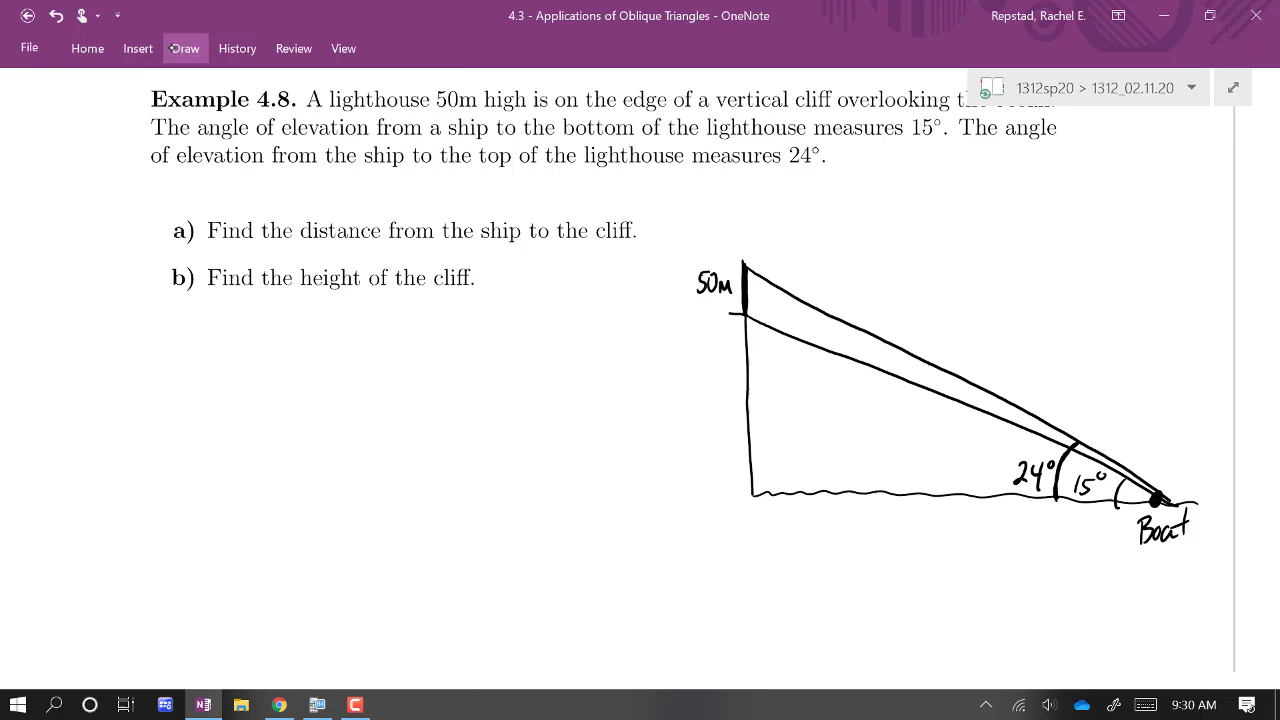 4.3 - Applications of Oblique Triangles - OneNote
Repstad, Rachel E.
File Home Insert Draw History Review View
1312sp20 > 1312_02.11.20
Example 4.8. A lighthouse 50m high is on the edge of a vertical cliff overlooking
The angle of elevation from a ship to the bottom of the lighthouse measures 15°. The angle
of elevation from the ship to the top of the lighthouse measures 24°.
a) Find the distance from the ship to the cliff.
b) Find the height of the cliff.
50m
24°
15°
Boat
9:30 AM